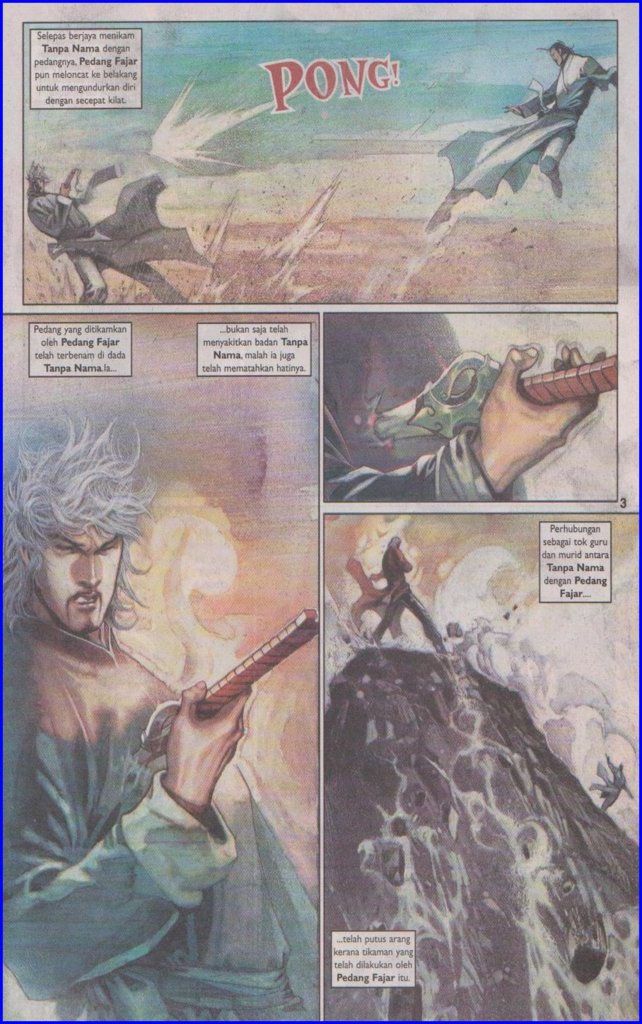 Selepas berjaya menikam
Tanpa Nama dengan
pedangnya, Pedang Fajar
pun meloncat ke belakang
untuk mengundurkan diri
dengan secepat kilat.
PONG!
Pedang yang ditikamkan
oleh Pedang Fajar
telah terbenam di dada
Tanpa Nama.Ia...
...bukan saja telah
menyakitkan badan Tanpa
Nama, malah ia juga
telah mematahkan hatinya.
3
Perhubungan
sebagai tok guru
dan murid antara
Tanpa Nama
dengan Pedang
Fajar....
...telah putus arang
kerana tikaman yang
telah dilakukan oleh
Pedang Fajar itu.